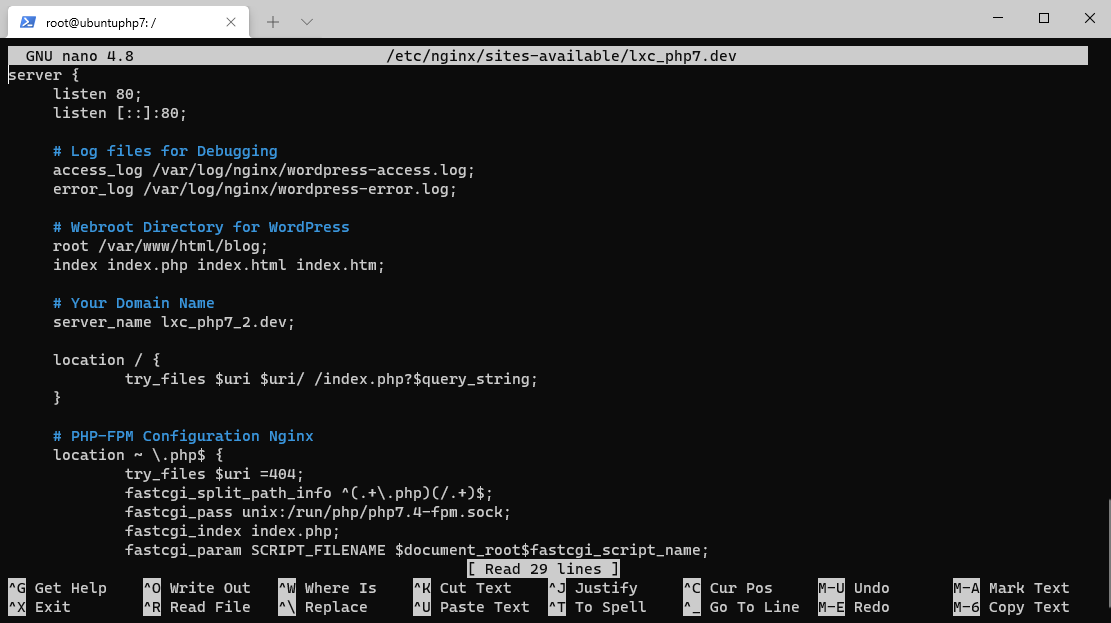 root@ubuntuphp7: /
GNU nano 4.8 /etc/nginx/sites-available/lxc_php7.dev
server {
listen 80;
listen [::]:80;
# Log files for Debugging
access_log /var/log/nginx/wordpress-access.log;
error_log /var/log/nginx/wordpress-error.log;
# Webroot Directory for WordPress
root /var/www/html/blog;
index index.php index.html index.htm;
# Your Domain Name
server_name lxc_php7_2.dev;
location / {
try_files $uri $uri/ /index.php?$query_string;
}
# PHP-FPM Configuration Nginx
location ~ \.php$ {
try_files $uri =404;
fastcgi_split_path_info ^(.+\.php)(/.+)$;
fastcgi_pass unix:/run/php/php7.4-fpm.sock;
fastcgi_index index.php;
fastcgi_param SCRIPT_FILENAME $document_root$fastcgi_script_name;
[ Read 29 lines ]
^G Get Help ^O Write Out ^W Where Is ^K Cut Text ^J Justify ^C Cur Pos M-U Undo M-A Mark Text
^X Exit ^R Read File ^\ Replace ^U Paste Text ^T To Spell ^_ Go To Line M-E Redo M-6 Copy Text